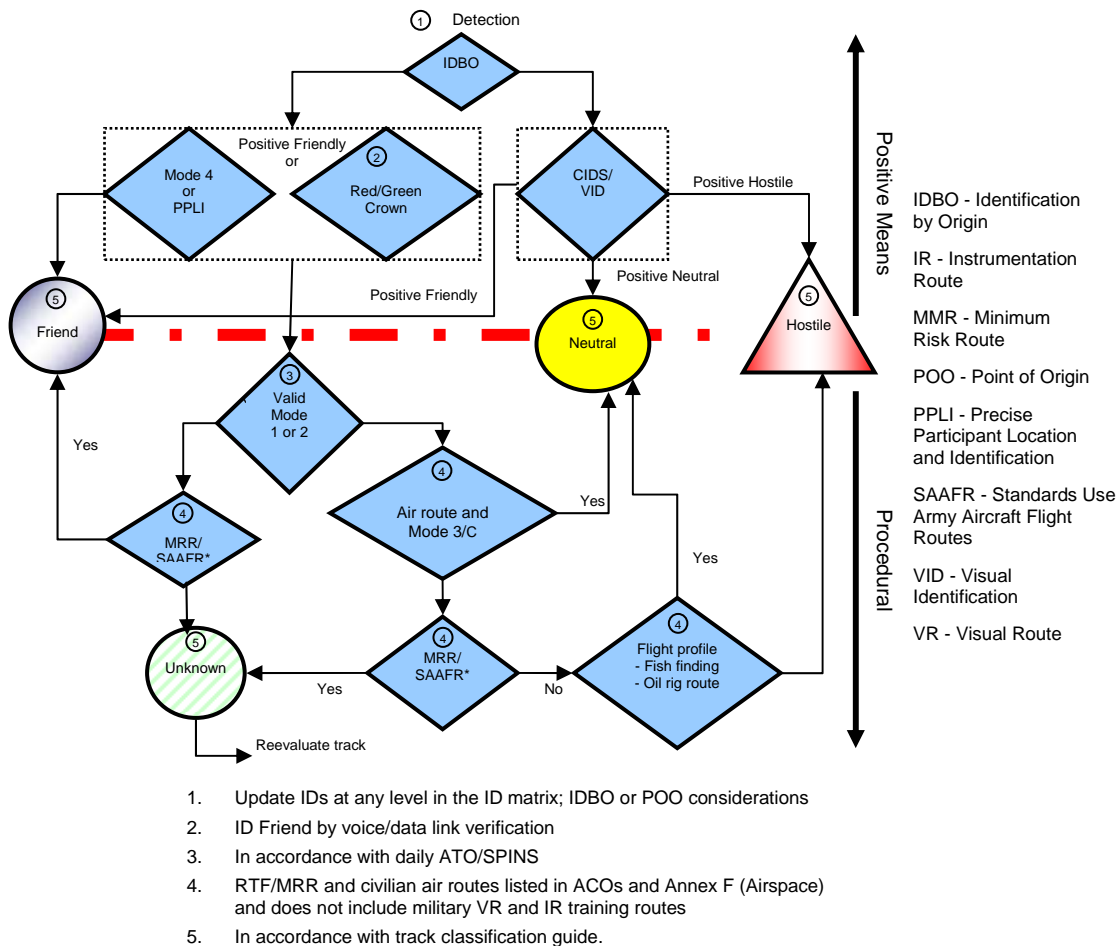 1 Detection
IDBO
Positive Friendly
or
Mode 4
or
PPLI
2
Red/Green
Crown
CIDS/
VID
Positive Hostile
Positive Friendly
Positive Neutral
5
Friend
5
Neutral
5
Hostile
3
Valid
Mode
1 or 2
Yes
4
MRR/
SAAFR*
4
Air route and
Mode 3/C
Yes
5
Unknown
Yes
4
MRR/
SAAFR*
No
4
Flight profile
- Fish finding
- Oil rig route
Yes
Reevaluate track
Positive Means
Procedural
IDBO - Identification
by Origin
IR - Instrumentation
Route
MMR - Minimum
Risk Route
POO - Point of Origin
PPLI - Precise
Participant Location
and Identification
SAAFR - Standards Use
Army Aircraft Flight
Routes
VID - Visual
Identification
VR - Visual Route
1. Update IDs at any level in the ID matrix; IDBO or POO considerations
2. ID Friend by voice/data link verification
3. In accordance with daily ATO/SPINS
4. RTF/MRR and civilian air routes listed in ACOs and Annex F (Airspace)
and does not include military VR and IR training routes
5. In accordance with track classification guide.